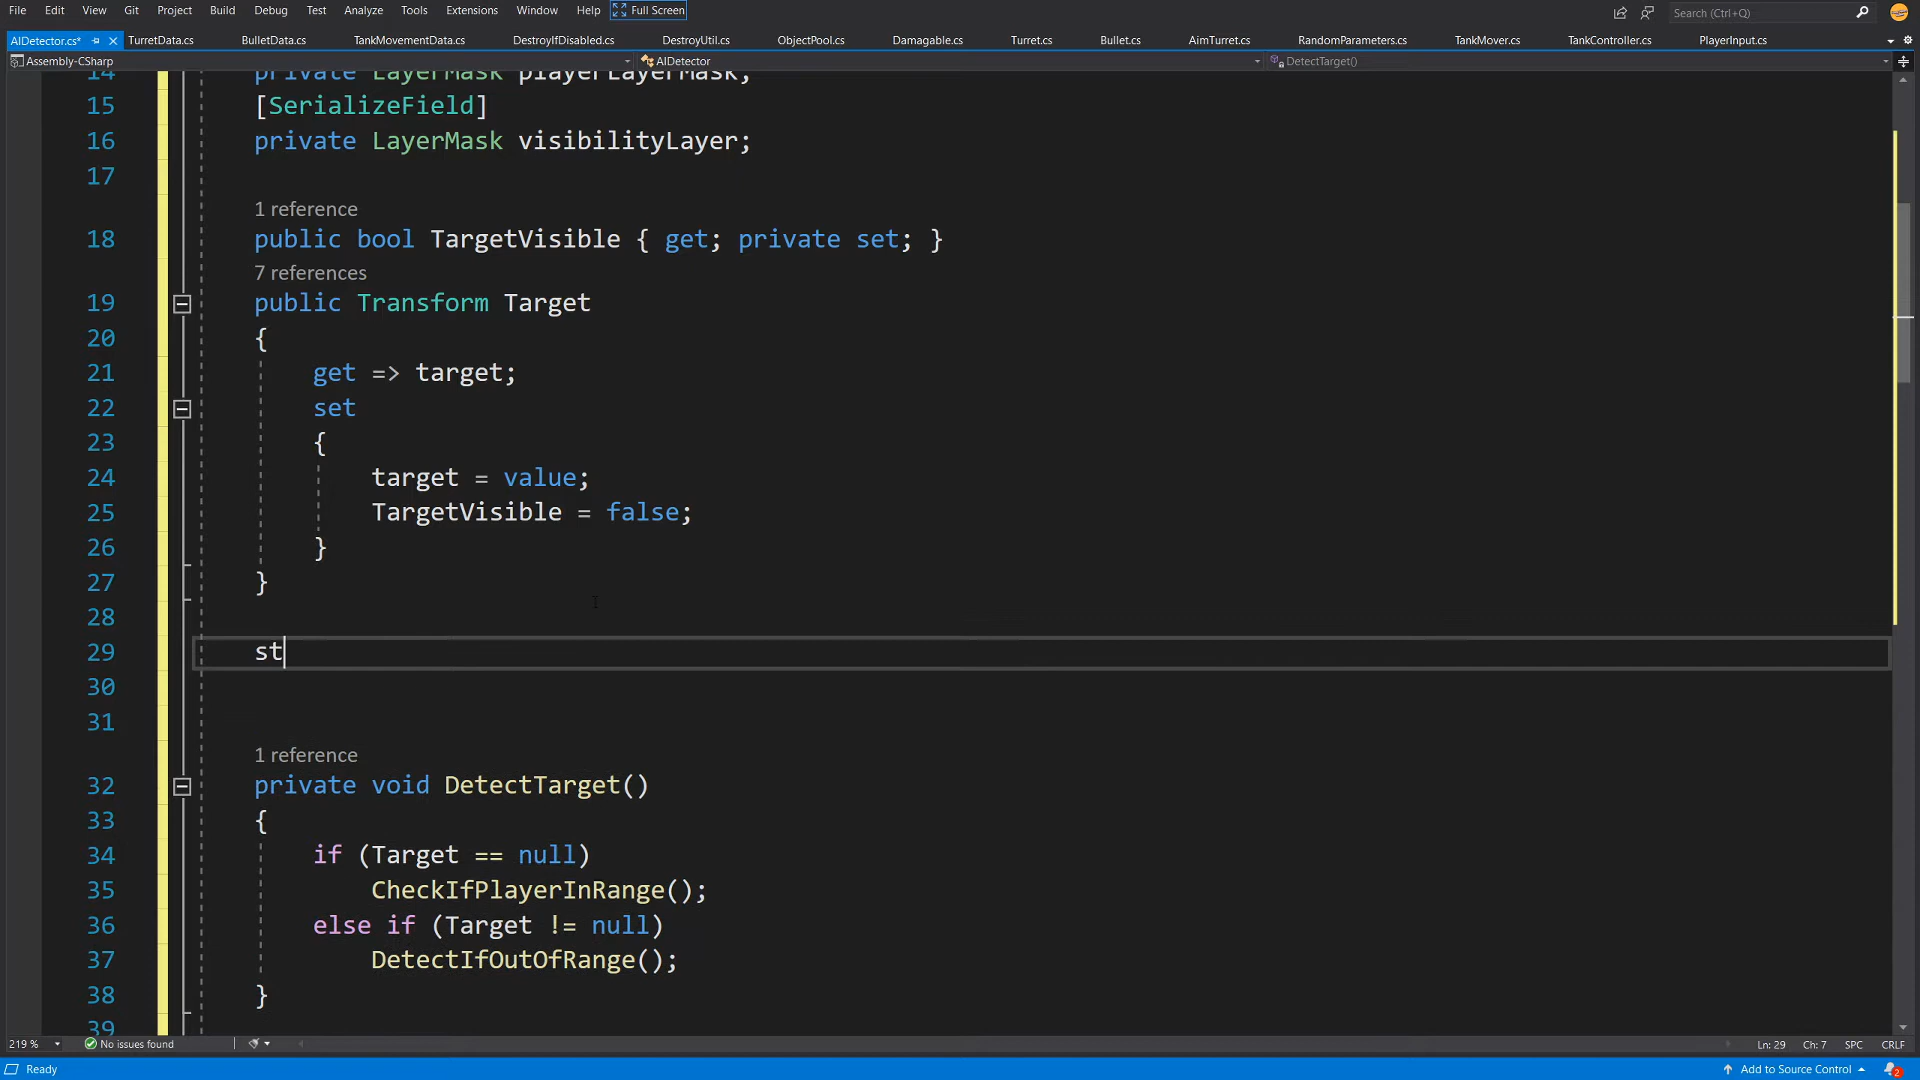 File Edit View Git Project Build Debug Test Analyze Tools Extensions Window Help Full Screen Search (Ctrl+Q)
AIDetector.cs* TurretData.cs BulletData.cs TankMovementData.cs DestroyIfDisabled.cs DestroyUtil.cs ObjectPool.cs Damagable.cs Turret.cs Bullet.cs AimTurret.cs RandomParameters.cs TankMover.cs TankController.cs PlayerInput.cs
Assembly-CSharp AIDetector DetectTarget()
14 private LayerMask playerLayerMask;
15 [SerializeField]
16 private LayerMask visibilityLayer;
17
1 reference
18 public bool TargetVisible { get; private set; }
7 references
19 public Transform Target
20 {
21 get => target;
22 set
23 {
24 target = value;
25 TargetVisible = false;
26 }
27 }
28
29 st
30
31
1 reference
32 private void DetectTarget()
33 {
34 if (Target == null)
35 CheckIfPlayerInRange();
36 else if (Target != null)
37 DetectIfOutOfRange();
38 }
39
219 % No issues found Ln: 29 Ch: 7 SPC CRLF
Ready Add to Source Control 2